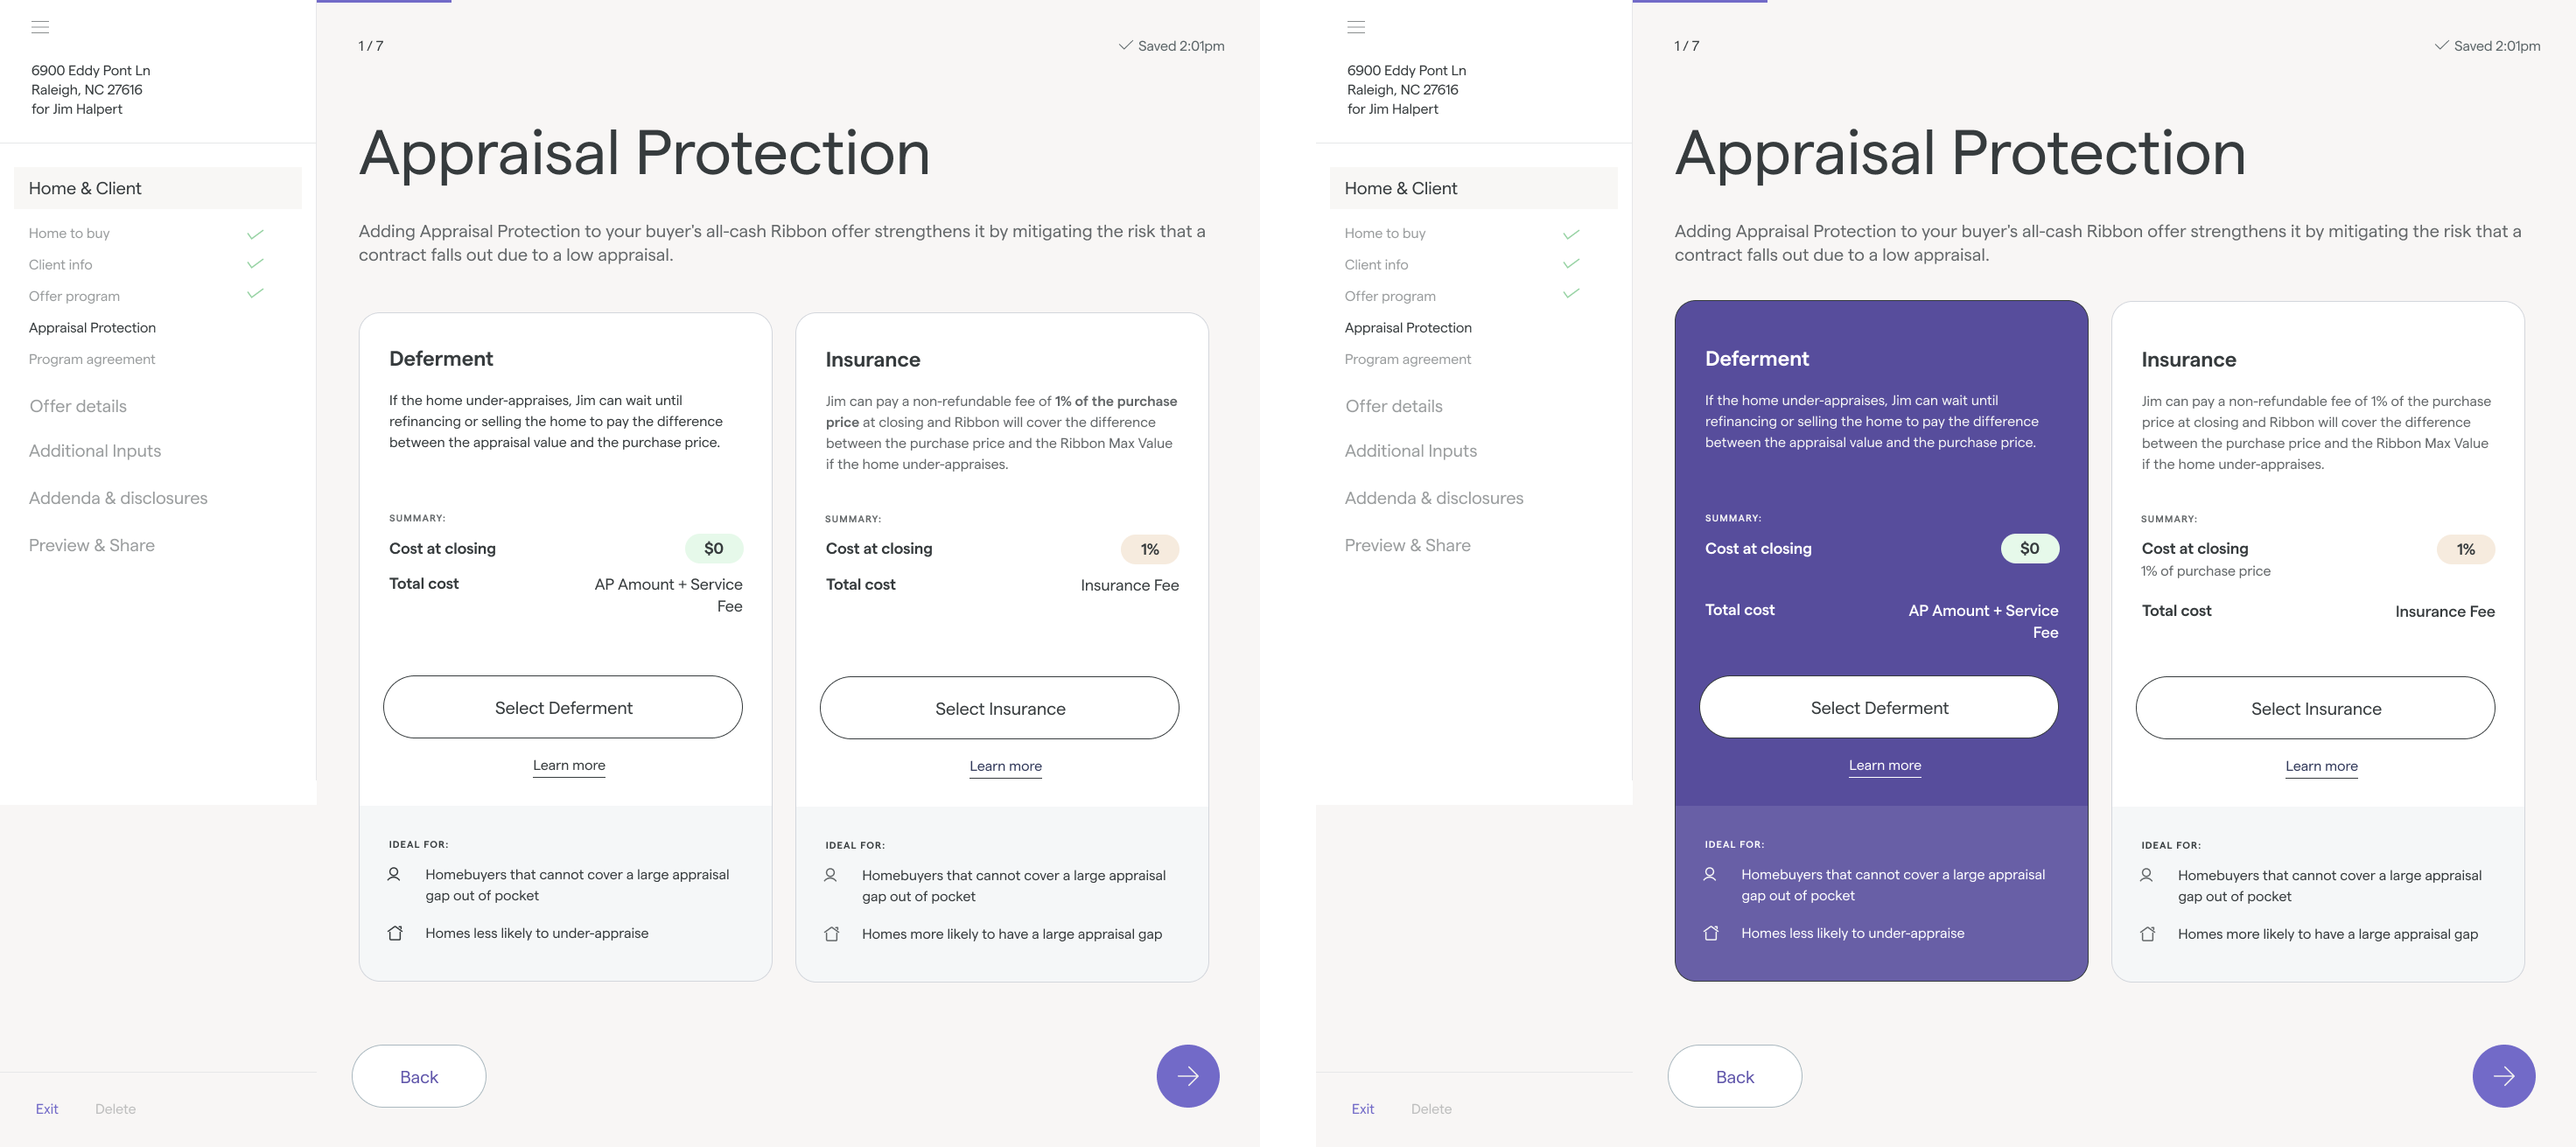 6900 Eddy Pont Ln
Raleigh, NC 27616
for Jim Halpert
Home & Client
Home to buy
Client info
Offer program
Appraisal Protection
Program agreement
Offer details
Additional Inputs
Addenda & disclosures
Preview & Share
Exit
Delete
1 / 7
Saved 2:01pm
Appraisal Protection
Adding Appraisal Protection to your buyer's all-cash Ribbon offer strengthens it by mitigating the risk that a
contract falls out due to a low appraisal.
Deferment
If the home under-appraises, Jim can wait until
refinancing or selling the home to pay the difference
between the appraisal value and the purchase price.
SUMMARY:
Cost at closing
$0
Total cost
AP Amount + Service
Fee
Select Deferment
Learn more
IDEAL FOR:
Homebuyers that cannot cover a large appraisal
gap out of pocket
Homes less likely to under-appraise
Insurance
Jim can pay a non-refundable fee of 1% of the purchase
price at closing and Ribbon will cover the difference
between the purchase price and the Ribbon Max Value
if the home under-appraises.
SUMMARY:
Cost at closing
1%
Total cost
Insurance Fee
Select Insurance
Learn more
IDEAL FOR:
Homebuyers that cannot cover a large appraisal
gap out of pocket
Homes more likely to have a large appraisal gap
Back
6900 Eddy Pont Ln
Raleigh, NC 27616
for Jim Halpert
Home & Client
Home to buy
Client info
Offer program
Appraisal Protection
Program agreement
Offer details
Additional Inputs
Addenda & disclosures
Preview & Share
Exit
Delete
1 / 7
Saved 2:01pm
Appraisal Protection
Adding Appraisal Protection to your buyer's all-cash Ribbon offer strengthens it by mitigating the risk that a
contract falls out due to a low appraisal.
Deferment
If the home under-appraises, Jim can wait until
refinancing or selling the home to pay the difference
between the appraisal value and the purchase price.
SUMMARY:
Cost at closing
$0
Total cost
AP Amount + Service
Fee
Select Deferment
Learn more
IDEAL FOR:
Homebuyers that cannot cover a large appraisal
gap out of pocket
Homes less likely to under-appraise
Insurance
Jim can pay a non-refundable fee of 1% of the purchase
price at closing and Ribbon will cover the difference
between the purchase price and the Ribbon Max Value
if the home under-appraises.
SUMMARY:
Cost at closing
1%
1% of purchase price
Total cost
Insurance Fee
Select Insurance
Learn more
IDEAL FOR:
Homebuyers that cannot cover a large appraisal
gap out of pocket
Homes more likely to have a large appraisal gap
Back